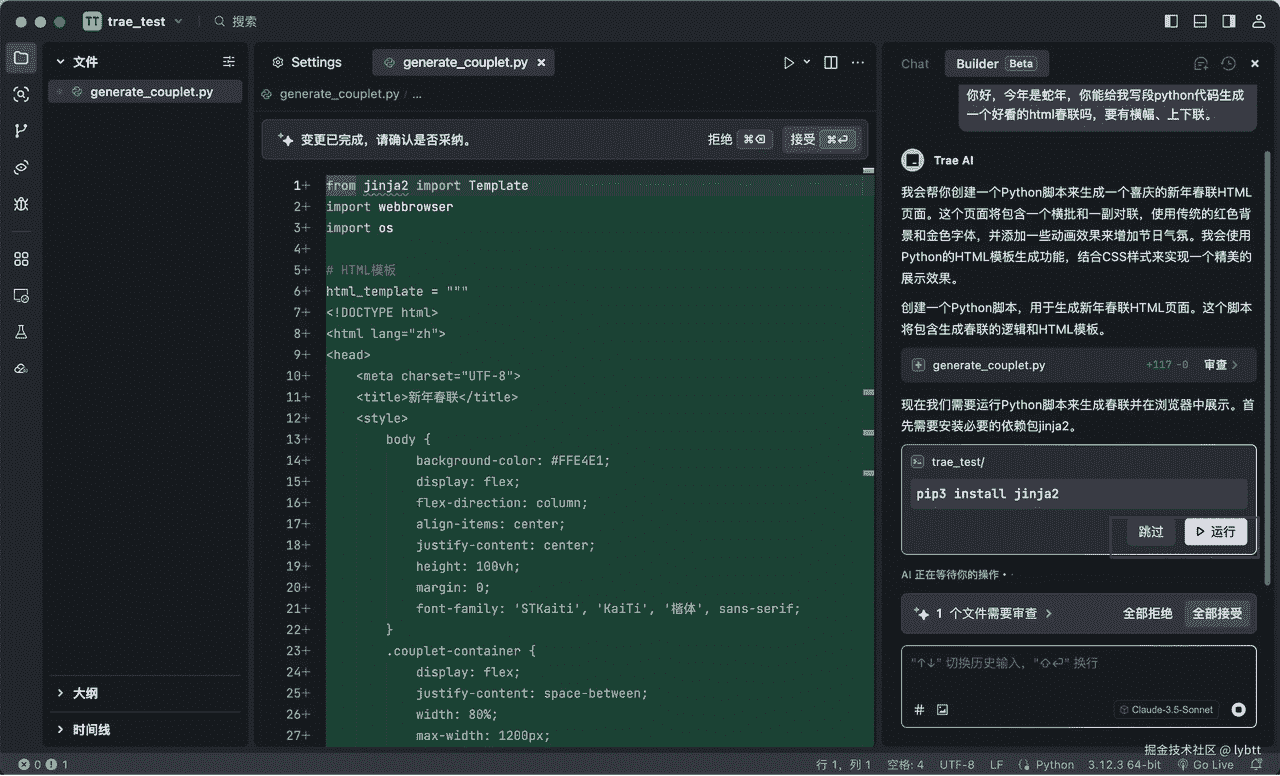 TT trae_test
搜索
文件
generate_couplet.py
大纲
时间线
Settings
generate_couplet.py
generate_couplet.py / ...
变更已完成，请确认是否采纳。
拒绝 ⌘⌫
接受 ⌘⏎
1+ from jinja2 import Template
2+ import webbrowser
3+ import os
4+
5+ # HTML模板
6+ html_template = """
7+ <!DOCTYPE html>
8+ <html lang="zh">
9+ <head>
10+ <meta charset="UTF-8">
11+ <title>新年春联</title>
12+ <style>
13+ body {
14+ background-color: #FFE4E1;
15+ display: flex;
16+ flex-direction: column;
17+ align-items: center;
18+ justify-content: center;
19+ height: 100vh;
20+ margin: 0;
21+ font-family: 'STKaiti', 'KaiTi', '楷体', sans-serif;
22+ }
23+ .couplet-container {
24+ display: flex;
25+ justify-content: space-between;
26+ width: 80%;
27+ max-width: 1200px;
Chat
Builder Beta
你好，今年是蛇年，你能给我写段python代码生成
一个好看的html春联吗，要有横幅、上下联。
Trae AI
我会帮你创建一个Python脚本来生成一个喜庆的新年春联HTML
页面。这个页面将包含一个横批和一副对联，使用传统的红色背
景和金色字体，并添加一些动画效果来增加节日气氛。我会使用
Python的HTML模板生成功能，结合CSS样式来实现一个精美的
展示效果。
创建一个Python脚本，用于生成新年春联HTML页面。这个脚本
将包含生成春联的逻辑和HTML模板。
generate_couplet.py +117 -0 审查
现在我们需要运行Python脚本来生成春联并在浏览器中展示。首
先需要安装必要的依赖包jinja2。
trae_test/
pip3 install jinja2
跳过 运行
AI 正在等待你的操作
1 个文件需要审查 全部拒绝 全部接受
"↑↓" 切换历史输入，"⇧⏎" 换行
Claude-3.5-Sonnet
掘金技术社区 @ lybtt
0 1
行 1，列 1 空格: 4 UTF-8 LF Python 3.12.3 64-bit Go Live